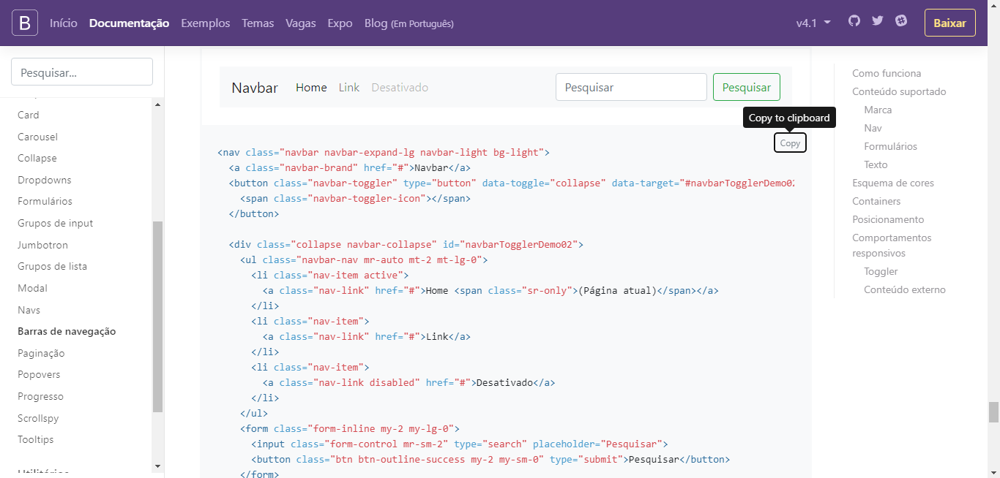 B Início Documentação Exemplos Temas Vagas Expo Blog (Em Português) v4.1 Baixar
Pesquisar...
Card
Carousel
Collapse
Dropdowns
Formulários
Grupos de input
Jumbotron
Grupos de lista
Modal
Navs
Barras de navegação
Paginação
Popovers
Progresso
Scrollspy
Tooltips
Utilitários
Navbar Home Link Desativado Pesquisar Pesquisar
Copy to clipboard
Copy
<nav class="navbar navbar-expand-lg navbar-light bg-light">
  <a class="navbar-brand" href="#">Navbar</a>
  <button class="navbar-toggler" type="button" data-toggle="collapse" data-target="#navbarTogglerDemo02
    <span class="navbar-toggler-icon"></span>
  </button>
  <div class="collapse navbar-collapse" id="navbarTogglerDemo02">
    <ul class="navbar-nav mr-auto mt-2 mt-lg-0">
      <li class="nav-item active">
        <a class="nav-link" href="#">Home <span class="sr-only">(Página atual)</span></a>
      </li>
      <li class="nav-item">
        <a class="nav-link" href="#">Link</a>
      </li>
      <li class="nav-item">
        <a class="nav-link disabled" href="#">Desativado</a>
      </li>
    </ul>
    <form class="form-inline my-2 my-lg-0">
      <input class="form-control mr-sm-2" type="search" placeholder="Pesquisar">
      <button class="btn btn-outline-success my-2 my-sm-0" type="submit">Pesquisar</button>
    </form>
Como funciona
Conteúdo suportado
Marca
Nav
Formulários
Texto
Esquema de cores
Containers
Posicionamento
Comportamentos
responsivos
Toggler
Conteúdo externo